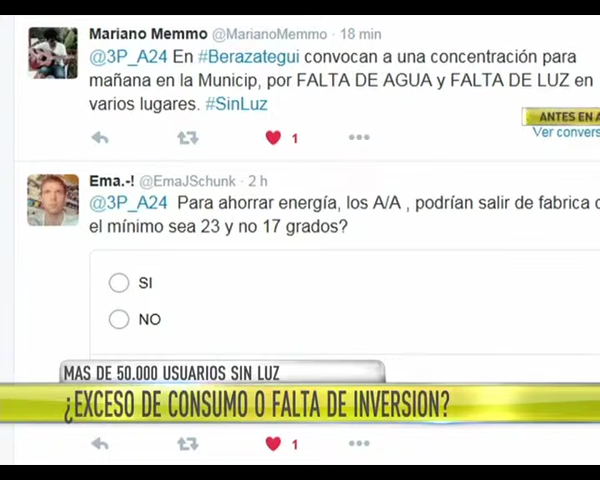 Mariano Memmo @MarianoMemmo · 18 min
@3P_A24 En #Berazategui convocan a una concentración para
mañana en la Municip, por FALTA DE AGUA y FALTA DE LUZ en
varios lugares. #SinLuz
ANTES EN
Ver convers
1
Ema.-! @EmaJSchunk · 2 h
@3P_A24 Para ahorrar energía, los A/A , podrían salir de fabrica
el mínimo sea 23 y no 17 grados?
SI
NO
MAS DE 50.000 USUARIOS SIN LUZ
¿EXCESO DE CONSUMO O FALTA DE INVERSION?
1